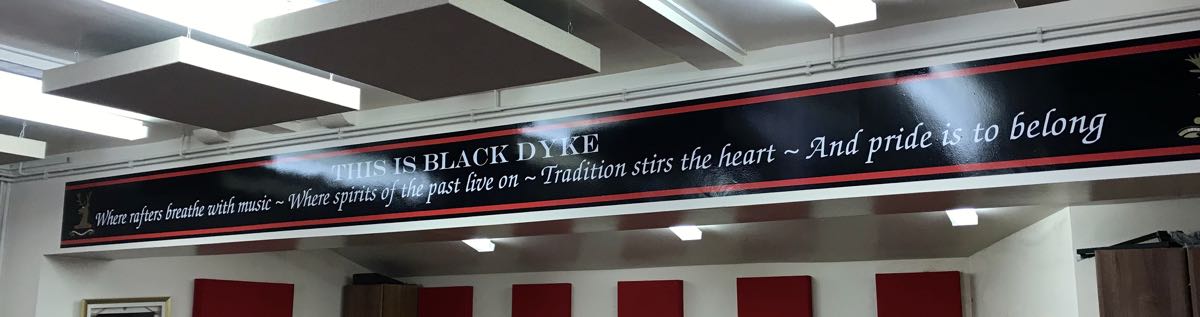 THIS IS BLACK DYKE
Where rafters breathe with music ~ Where spirits of the past live on ~ Tradition stirs the heart ~ And pride is to belong